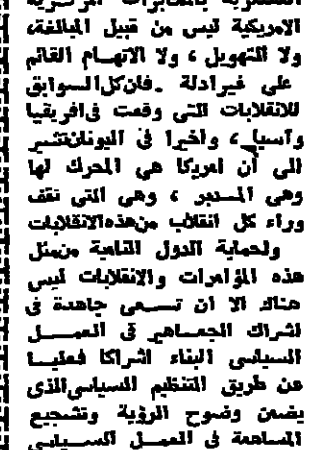 العسكرية بالمخابرات المركزية
الامريكية ليس من قبيل المبالغة،
ولا التهويل ، ولا الاتهام القائم
على غير ادلة . فان كل السوابق
للانقلابات التى وقعت فى افريقيا
وآسيا ، واخيرا فى اليونان تشير
الى أن امريكا هى المحرك لها
وهى المدبر ، وهى التى تقف
وراء كل انقلاب من هذه الانقلابات
ولحماية الدول النامية من مثل
هذه المؤامرات والانقلابات ليس
هناك الا ان تسعى جاهدة فى
اشراك الجماهير فى العمل
السياسى البناء اشراكا فعليا
عن طريق التنظيم السياسى الذى
يضمن وضوح الرؤية وتشجيع
المساهمة فى العمل السياسى